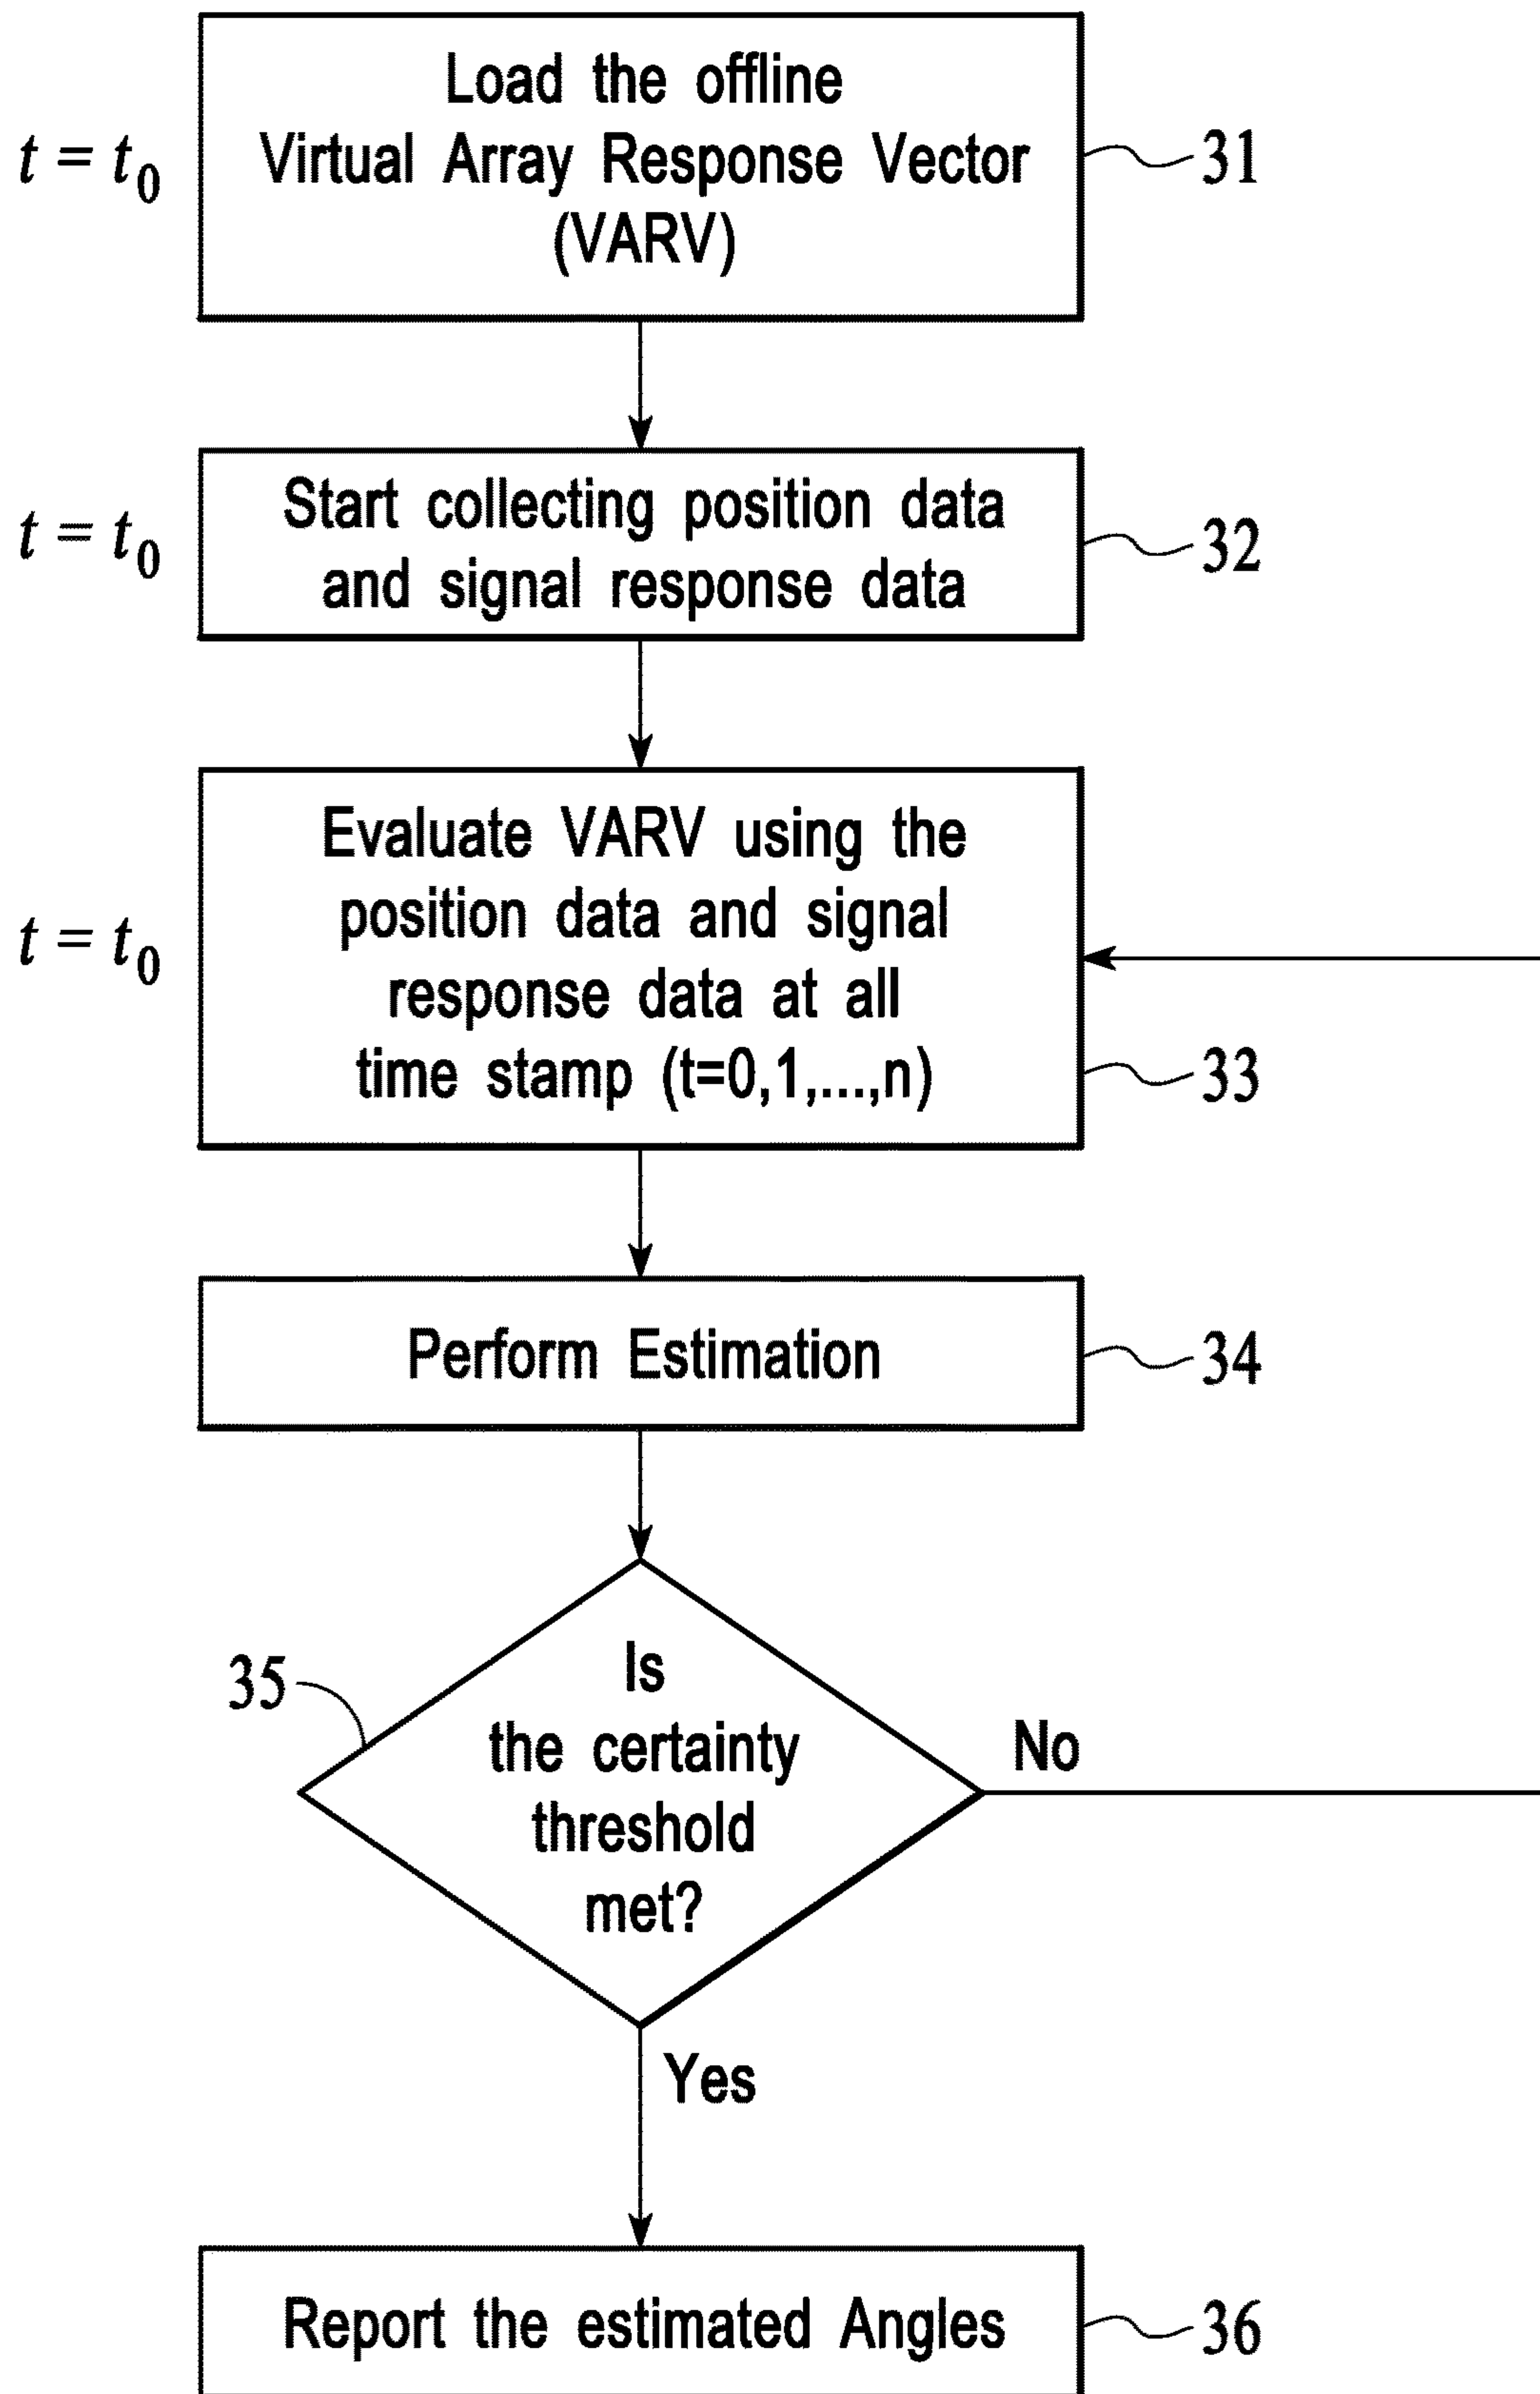 Load the offline
t = t0
Virtual Array Response Vector
31
(VARV)
Start collecting position data
t = t0
32
and signal response data
Evaluate VARV using the
position data and signal
t = t0
response data at all
time stamp (t=0,1,...,n)
33
Perform Estimation
34
35
Is
the certainty
threshold
met?
No
Yes
Report the estimated Angles
36